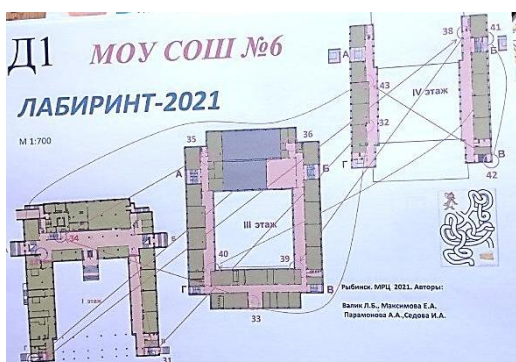 Д1 МОУ СОШ №6
ЛАБИРИНТ-2021
М 1:700
38
41
А
Б
IV этаж
43
32
Г
В
42
35
36
А
Б
III этаж
40
39
Г
В
33
34
I этаж
31
Рыбинск. МРЦ 2021. Авторы:
Валик Л.Б., Максимова Е.А.
Парамонова А.А.,Седова И.А.